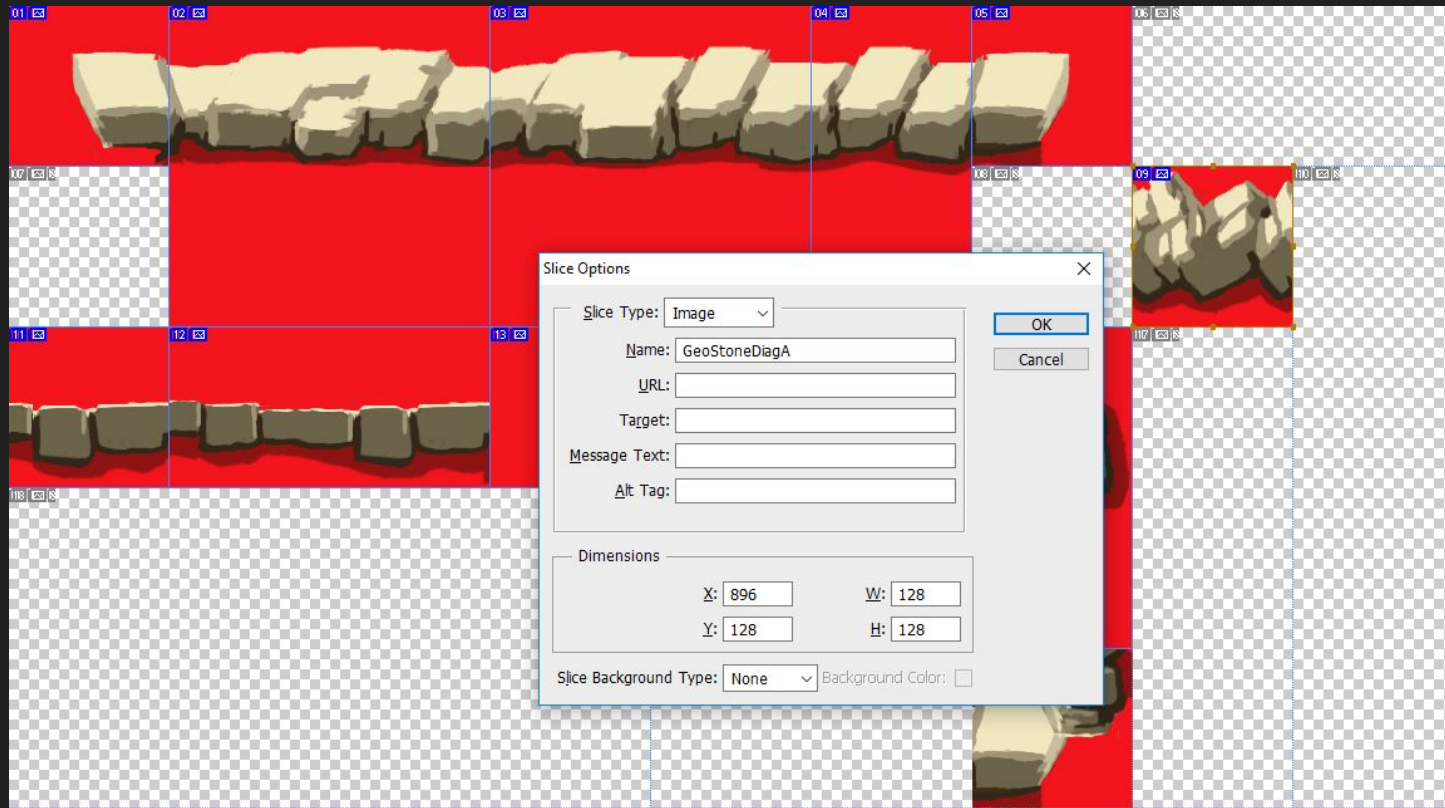 01
02
03
04
05
06
07
08
09
10
11
12
13
Slice Options
Slice Type: Image
OK
Name: GeoStoneDiagA
Cancel
URL:
Target:
Message Text:
Alt Tag:
Dimensions
X: 896 W: 128
Y: 128 H: 128
Slice Background Type: None Background Color:
17
18